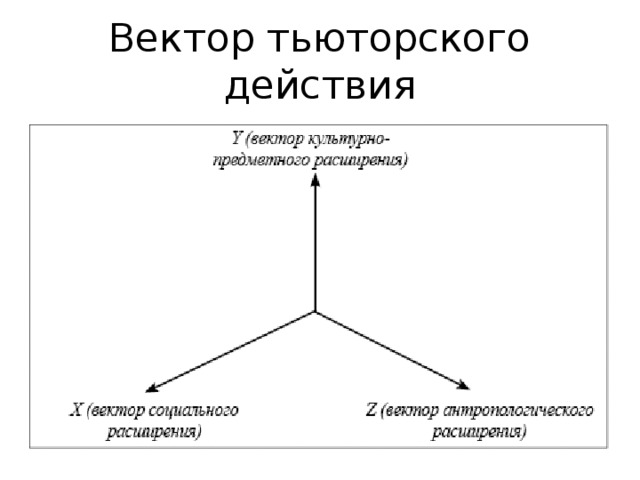 Вектор тьюторского
действия
Y (вектор культурно-
предметного расширения)
X (вектор социального
расширения)
Z (вектор антропологического
расширения)